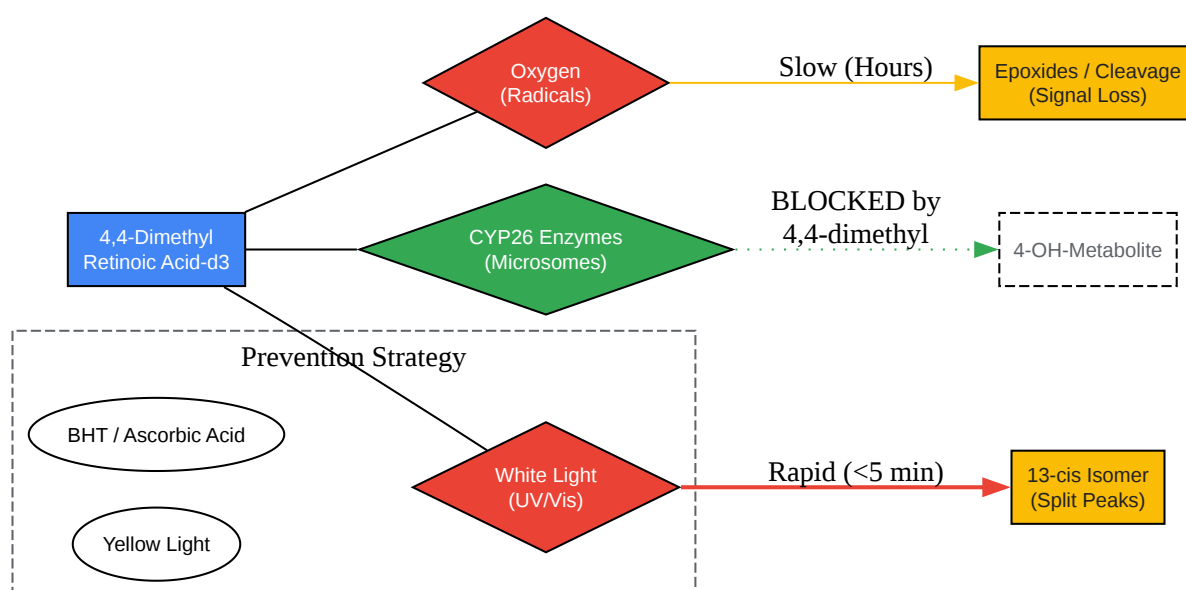 Oxygen
(Radicals)
Slow (Hours)
Epoxides / Cleavage
(Signal Loss)
4,4-Dimethyl
Retinoic Acid-d3
CYP26 Enzymes
(Microsomes)
BLOCKED by
4,4-dimethyl
4-OH-Metabolite
Prevention Strategy
BHT / Ascorbic Acid
White Light
(UV/Vis)
Rapid (<5 min)
13-cis Isomer
(Split Peaks)
Yellow Light